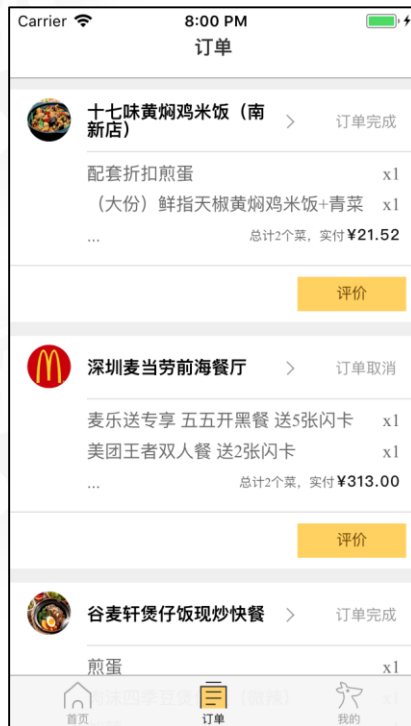 Carrier 8:00 PM
订单
十七味黄焖鸡米饭（南
新店） > 订单完成
配套折扣煎蛋 x1
（大份）鲜指天椒黄焖鸡米饭+青菜 x1
... 总计2个菜，实付¥21.52
评价
深圳麦当劳前海餐厅 > 订单取消
麦乐送专享 五五开黑餐 送5张闪卡 x1
美团王者双人餐 送2张闪卡 x1
... 总计2个菜，实付¥313.00
评价
谷麦轩煲仔饭现炒快餐 > 订单完成
煎蛋 x1
首页 订单 我的